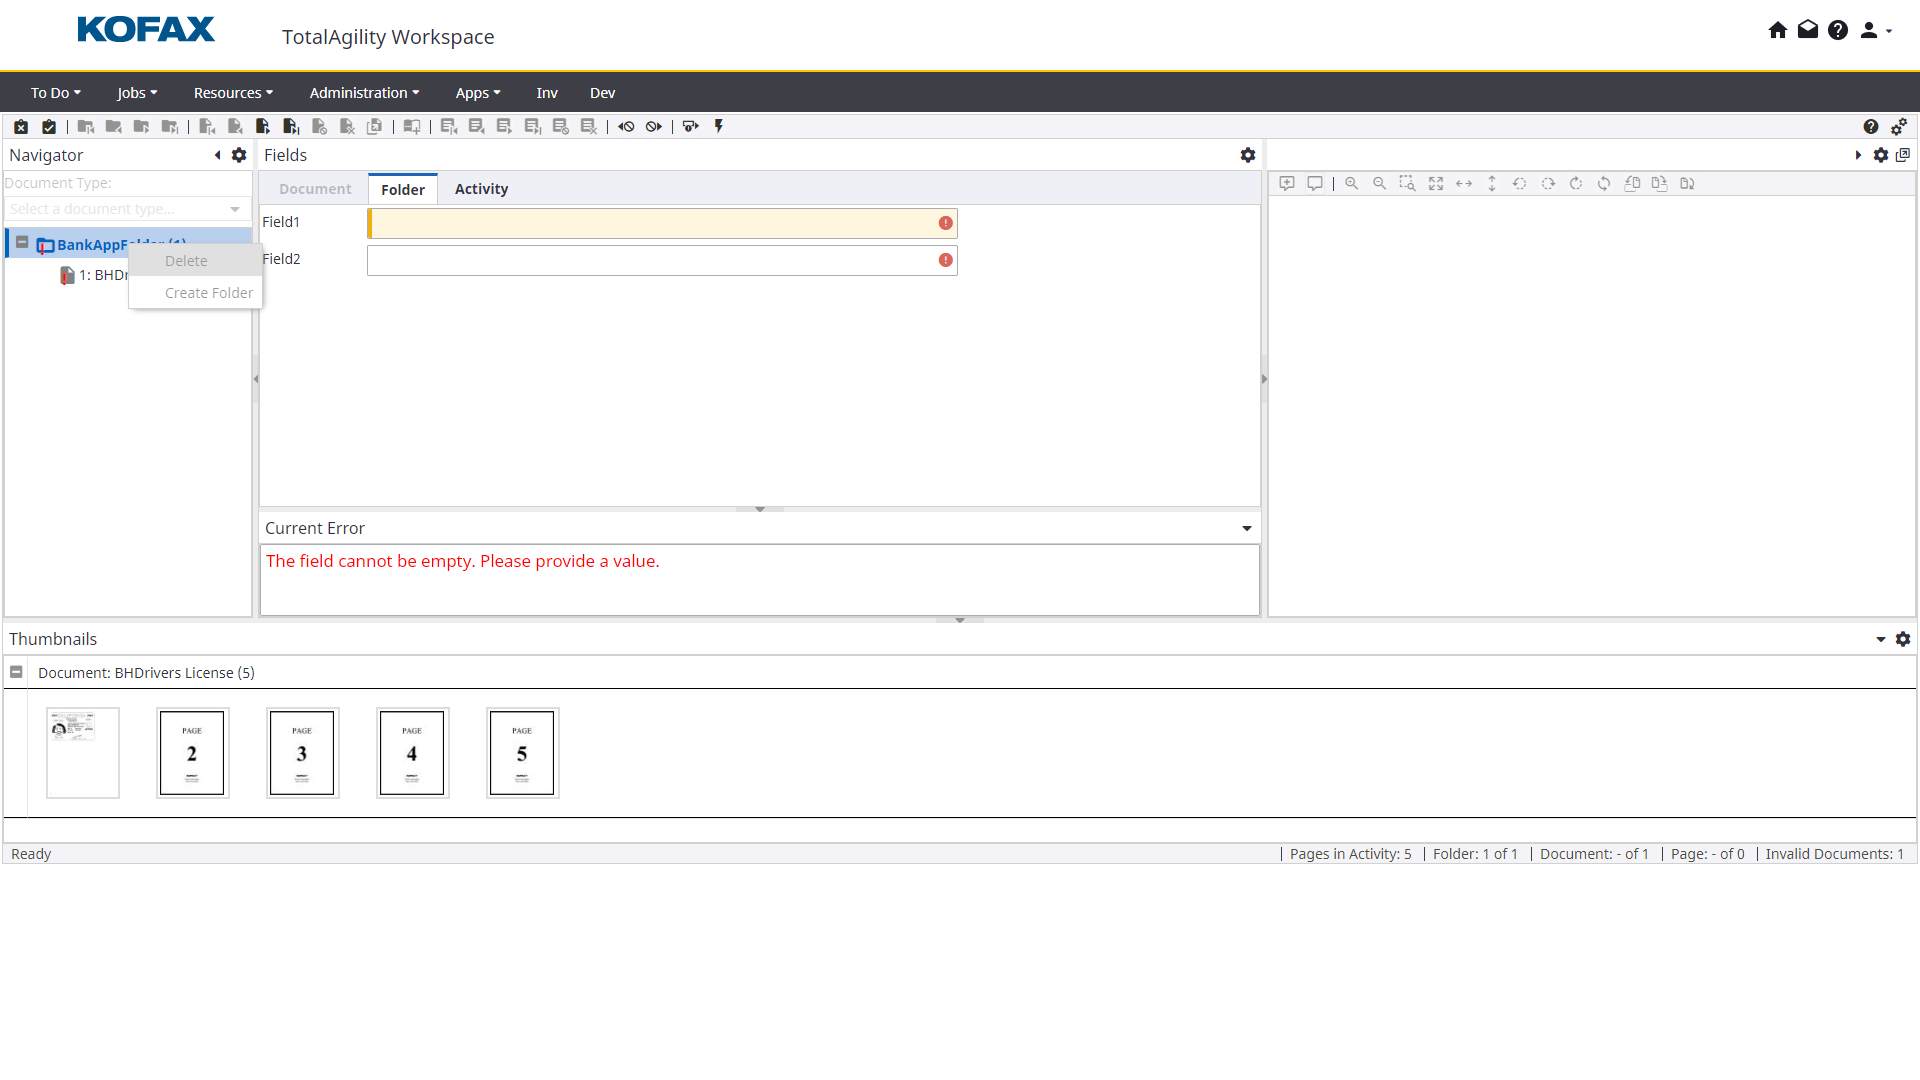 KOFAX
TotalAgility Workspace
To Do Jobs Resources Administration Apps Inv Dev
Navigator
Document Type:
Select a document type...
BankAppFolder (1)
Delete
1: BHDr
Create Folder
Fields
Document Folder Activity
Field1
Field2
Current Error
The field cannot be empty. Please provide a value.
Thumbnails
Document: BHDrivers License (5)
PAGE 2
PAGE 3
PAGE 4
PAGE 5
Ready
Pages in Activity: 5 Folder: 1 of 1 Document: - of 1 Page: - of 0 Invalid Documents: 1